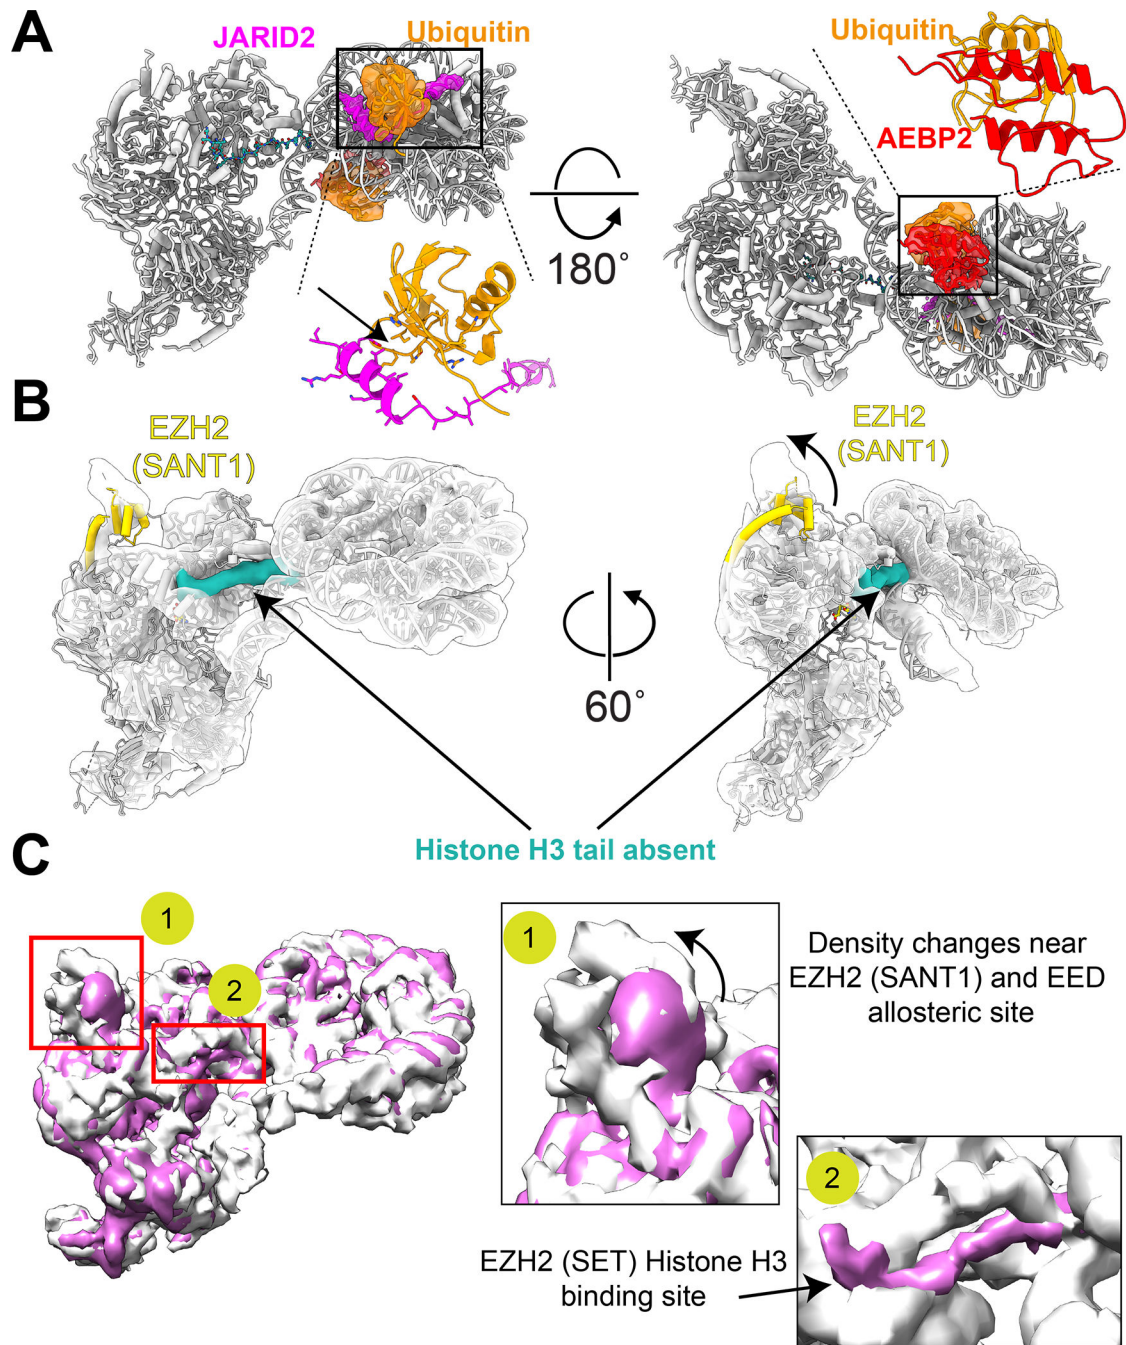 A
JARID2
Ubiquitin
Ubiquitin
AEBP2
180°
B
EZH2
(SANT1)
EZH2
(SANT1)
60°
Histone H3 tail absent
C
1
2
1
Density changes near
EZH2 (SANT1) and EED
allosteric site
2
EZH2 (SET) Histone H3
binding site